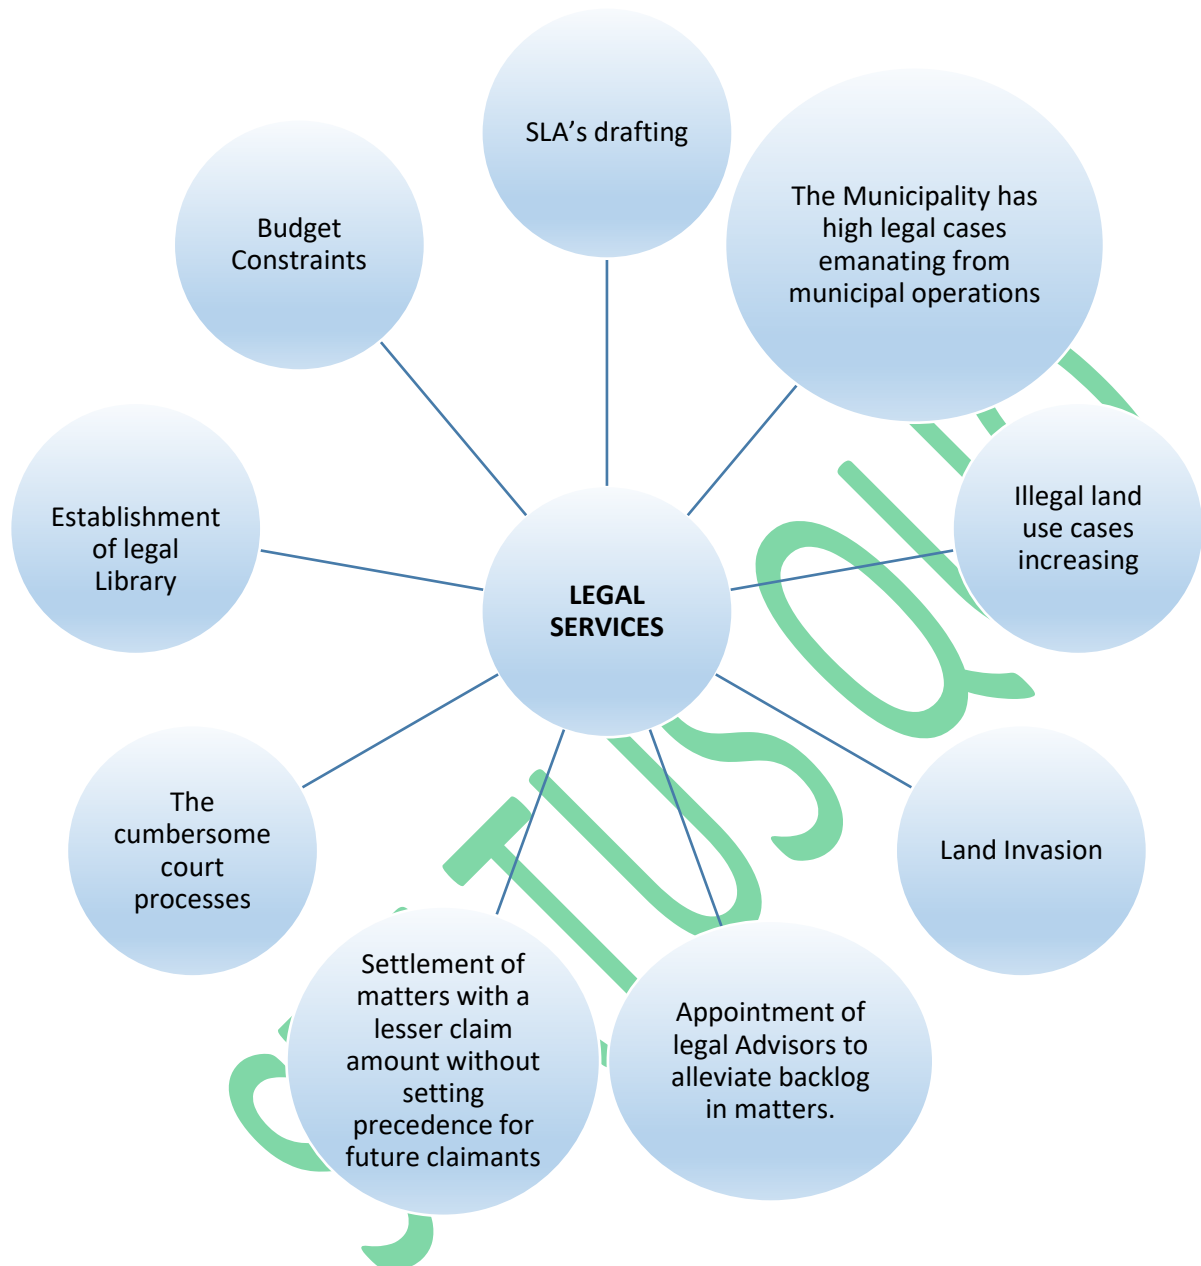 SLA’s drafting
The Municipality has
high legal cases
emanating from
municipal operations
Illegal land
use cases
increasing
Land Invasion
Appointment of
legal Advisors to
alleviate backlog
in matters.
Settlement of
matters with a
lesser claim
amount without
setting
precedence for
future claimants
The
cumbersome
court
processes
Establishment
of legal
Library
Budget
Constraints
LEGAL
SERVICES